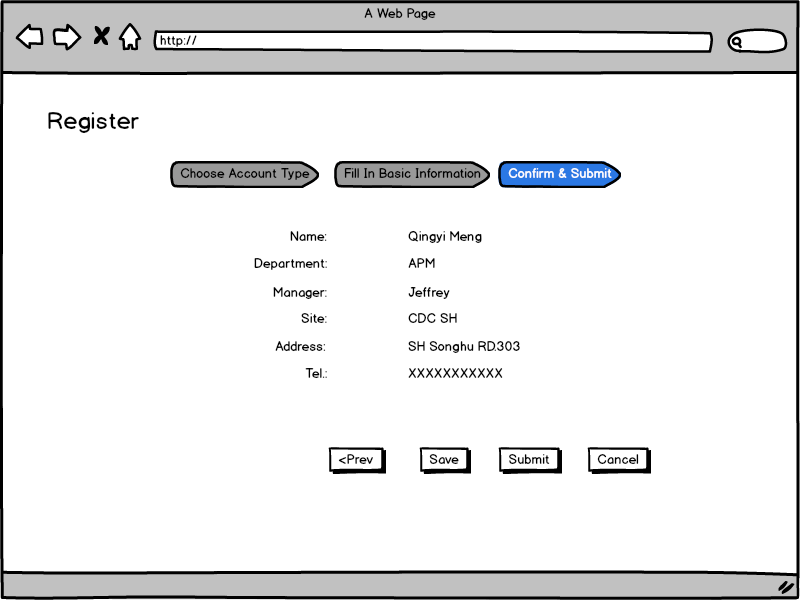 A Web Page
http://
Register
Choose Account Type Fill In Basic Information Confirm & Submit
Name: Qingyi Meng
Department: APM
Manager: Jeffrey
Site: CDC SH
Address: SH Songhu RD.303
Tel.: XXXXXXXXXXX
<Prev Save Submit Cancel